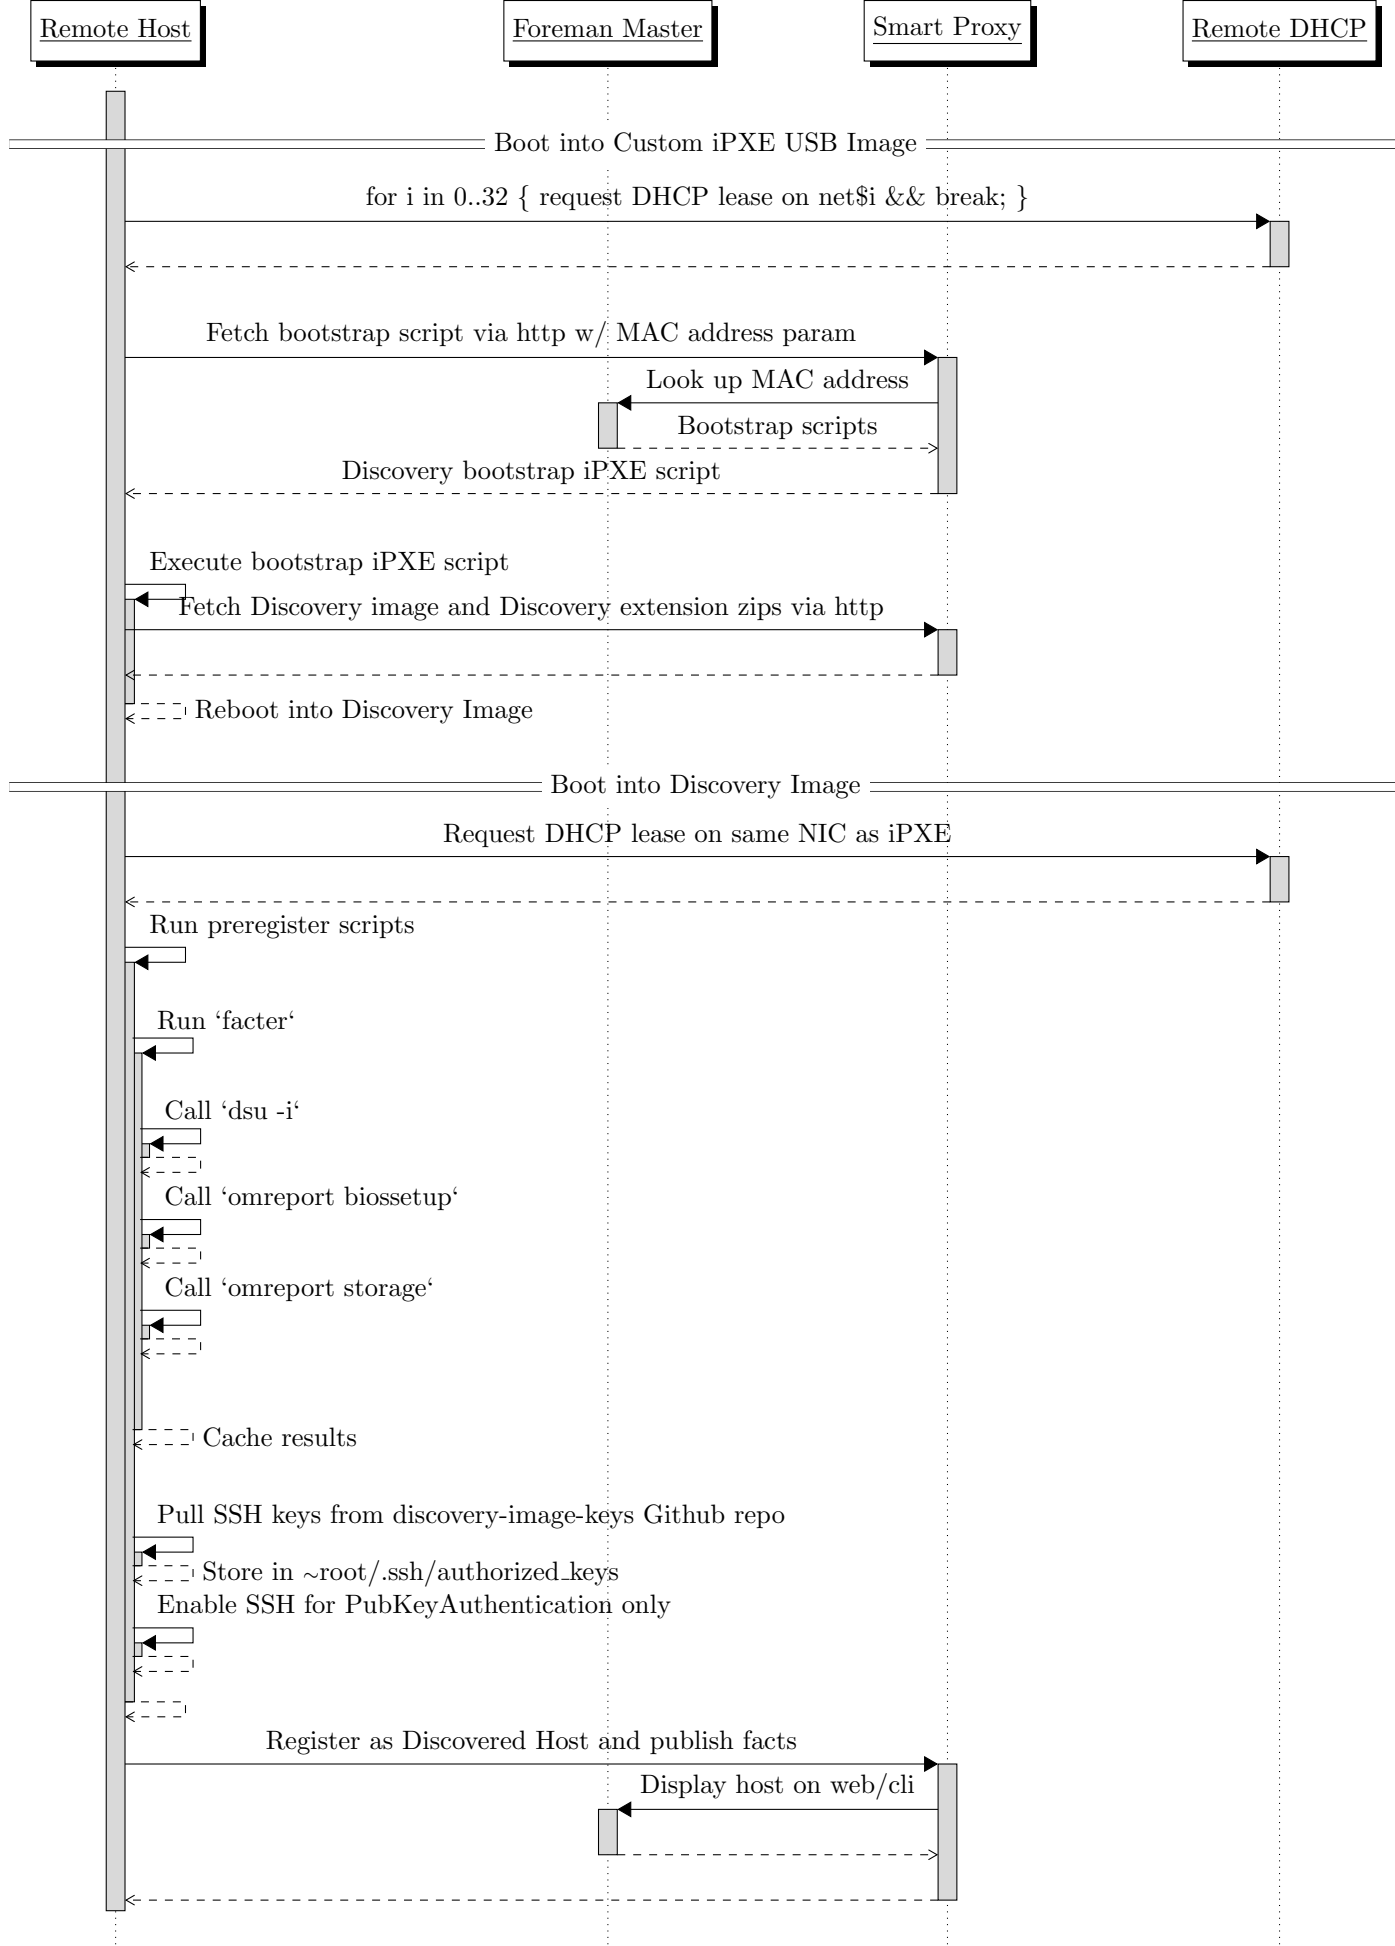 Remote Host
Foreman Master
Smart Proxy
Remote DHCP
Boot into Custom iPXE USB Image
for i in 0..32 { request DHCP lease on net$i && break; }
Fetch bootstrap script via http w/ MAC address param
Look up MAC address
Bootstrap scripts
Discovery bootstrap iPXE script
Execute bootstrap iPXE script
Fetch Discovery image and Discovery extension zips via http
Reboot into Discovery Image
Boot into Discovery Image
Request DHCP lease on same NIC as iPXE
Run preregister scripts
Run ‘facter‘
Call ‘dsu -i‘
Call ‘omreport biossetup‘
Call ‘omreport storage‘
Cache results
Pull SSH keys from discovery-image-keys Github repo
Store in ~root/.ssh/authorized_keys
Enable SSH for PubKeyAuthentication only
Register as Discovered Host and publish facts
Display host on web/cli